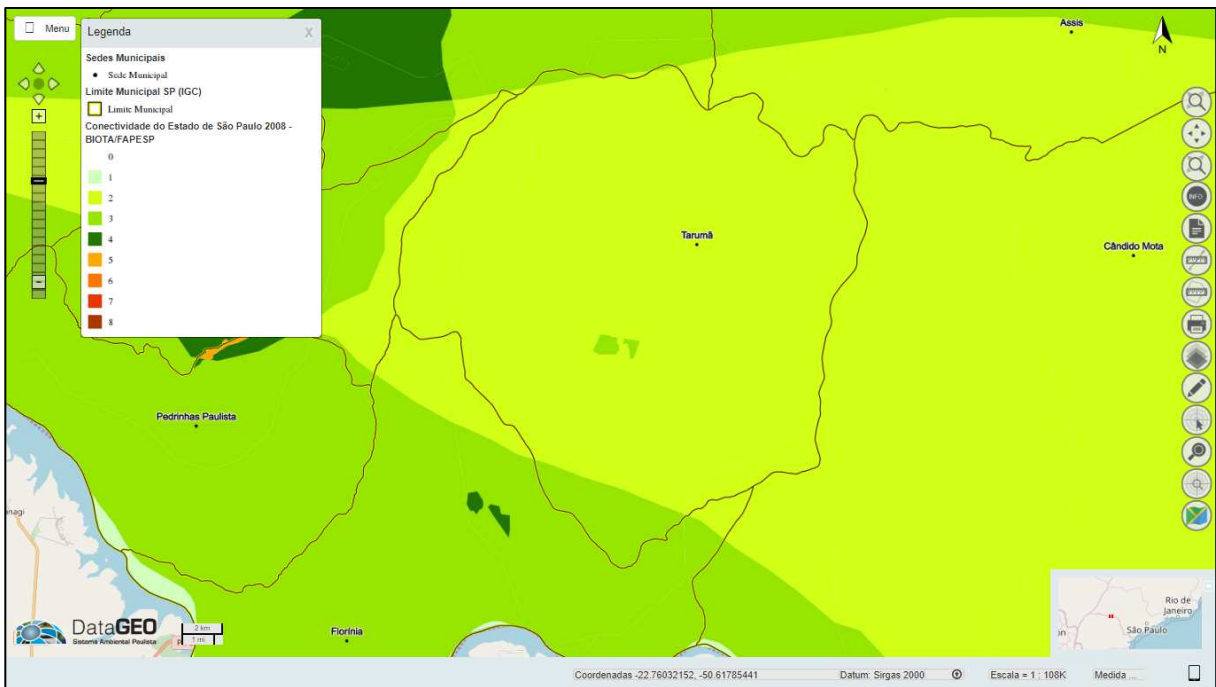 Menu
Legenda
X
Sedes Municipais
Sede Municipal
Limite Municipal SP (IGC)
Limite Municipal
Conectividade do Estado de São Paulo 2008 -
BIOTA/FAPESP
0
1
2
3
4
5
6
7
8
Assis
N
Tarumã
Cândido Mota
INFO
Pedrinhas Paulista
Florínia
DataGEO
Sistema Ambiental Paulista
2 km
1 mi
Rio de
Janeiro
São Paulo
Coordenadas -22.76032152, -50.61785441
Datum: Sirgas 2000
Escala = 1 : 108K
Medida ...